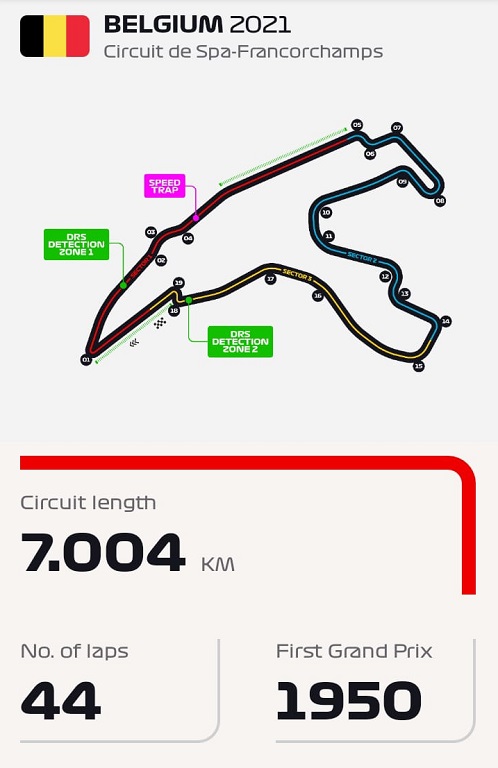 BELGIUM 2021
Circuit de Spa-Francorchamps
05
07
06
SPEED
TRAP
09
08
10
03
04
DRS
DETECTION
ZONE 1
11
02
SECTOR 1
SECTOR 2
12
19
17
SECTOR 3
16
13
18
14
DRS
DETECTION
ZONE 2
01
15
Circuit length
7.004 KM
No. of laps
44
First Grand Prix
1950